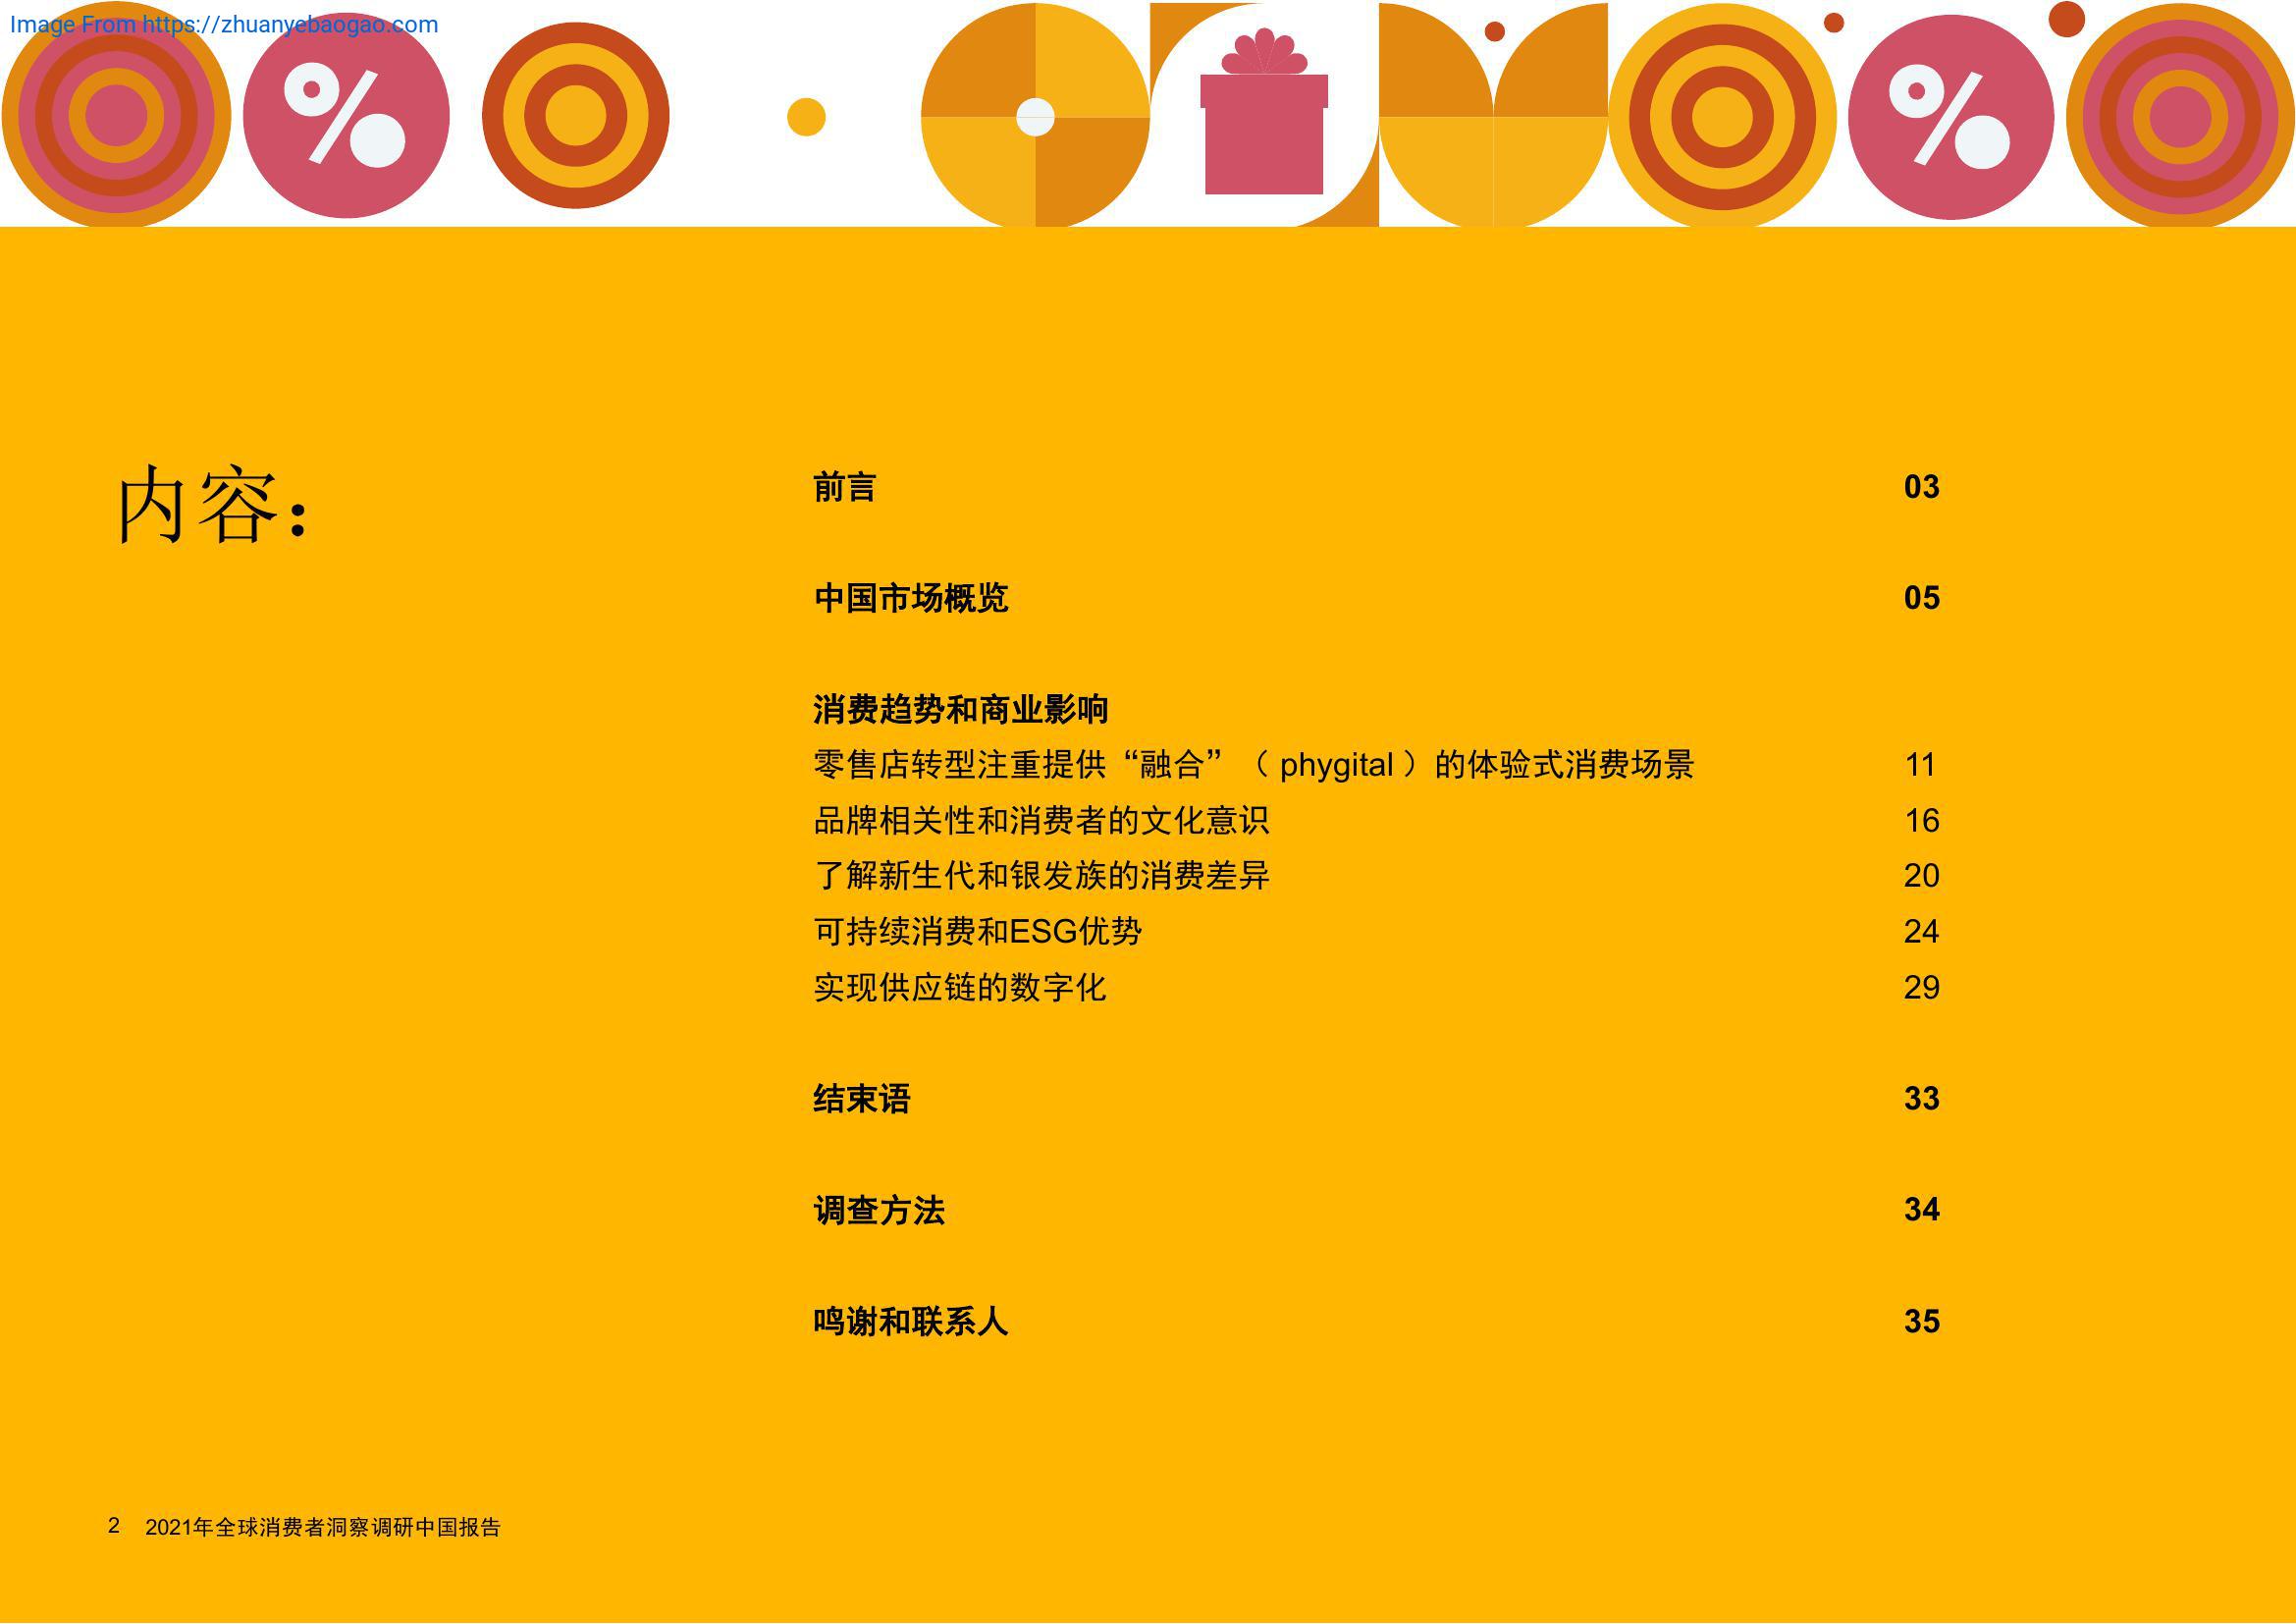 Image From https://zhuanyebaogao.com
内容：
前言 03
中国市场概览 05
消费趋势和商业影响
零售店转型注重提供“融合”（ phygital ）的体验式消费场景 11
品牌相关性和消费者的文化意识 16
了解新生代和银发族的消费差异 20
可持续消费和ESG优势 24
实现供应链的数字化 29
结束语 33
调查方法 34
鸣谢和联系人 35
2 2021年全球消费者洞察调研中国报告